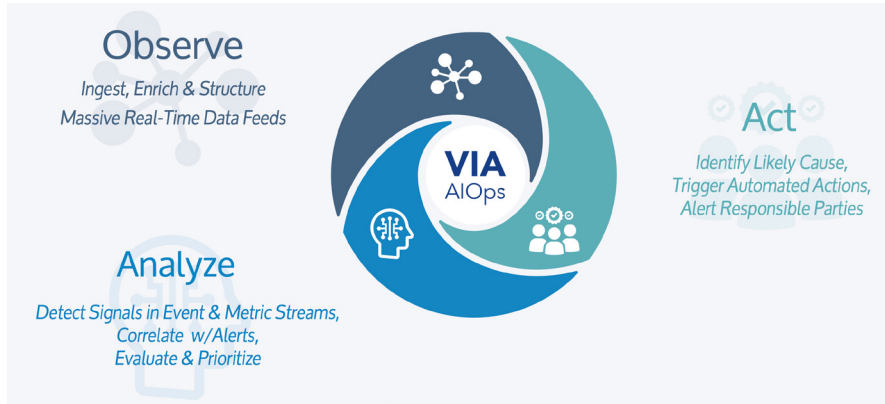 Observe
Ingest, Enrich & Structure
Massive Real-Time Data Feeds
Analyze
Detect Signals in Event & Metric Streams,
Correlate w/Alerts,
Evaluate & Prioritize
VIA
AIOps
Act
Identify Likely Cause,
Trigger Automated Actions,
Alert Responsible Parties